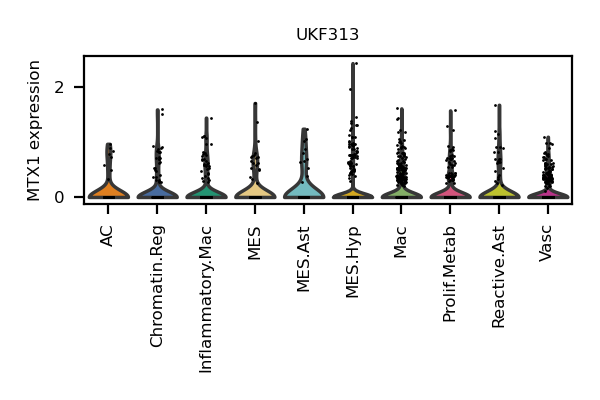 UKF313
MTX1 expression
2
0
AC
Chromatin.Reg
Inflammatory.Mac
MES
MES.Ast
MES.Hyp
Mac
Prolif.Metab
Reactive.Ast
Vasc